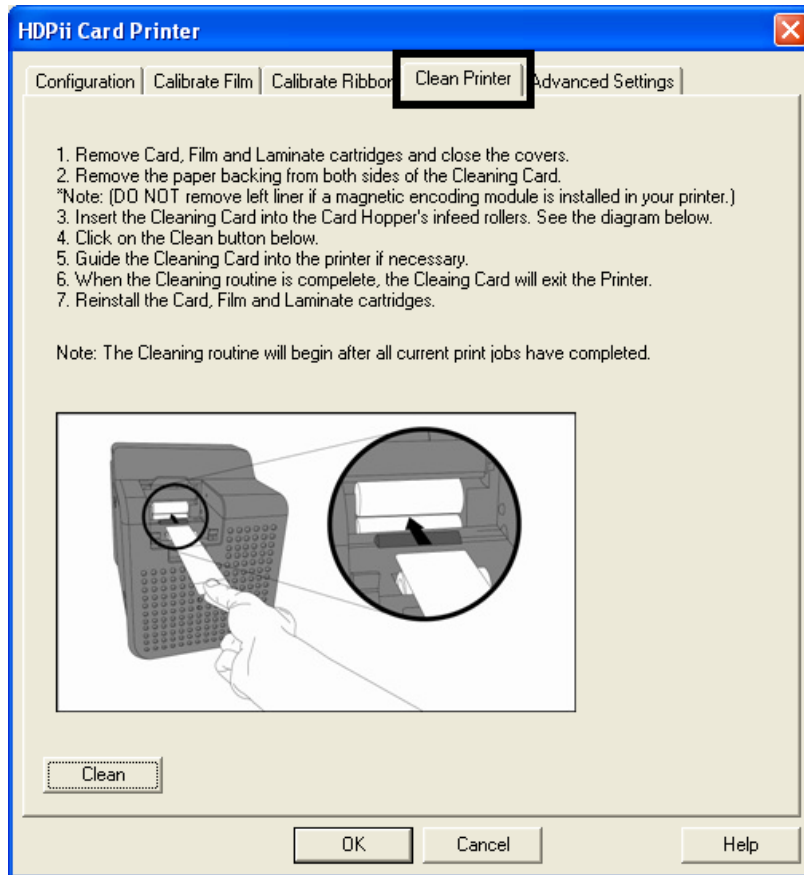 HDPii Card Printer
Configuration
Calibrate Film
Calibrate Ribbon
Clean Printer
Advanced Settings
1. Remove Card, Film and Laminate cartridges and close the covers.
2. Remove the paper backing from both sides of the Cleaning Card.
*Note: (DO NOT remove left liner if a magnetic encoding module is installed in your printer.)
3. Insert the Cleaning Card into the Card Hopper's infeed rollers. See the diagram below.
4. Click on the Clean button below.
5. Guide the Cleaning Card into the printer if necessary.
6. When the Cleaning routine is compelete, the Cleaing Card will exit the Printer.
7. Reinstall the Card, Film and Laminate cartridges.
Note: The Cleaning routine will begin after all current print jobs have completed.
Clean
OK
Cancel
Help